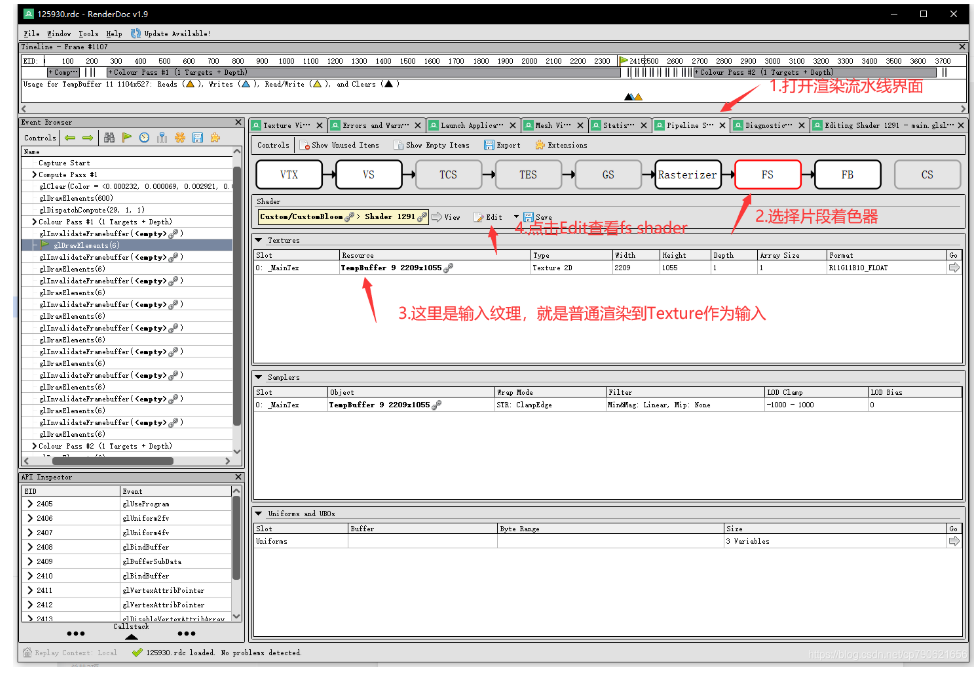 125930.rdc - RenderDoc v1.9
File Window Tools Help Update Available!
Timeline - Frame #1107
EID: 100 200 300 400 500 600 700 800 900 1000 1100 1200 1300 1400 1500 1600 1700 1800 1900 2000 2100 2200 2300 2415 2500 2600 2700 2800 2900 3000 3100 3200 3300 3400 3500 3600 3700
+ Comp... + Colour Pass #1 (1 Targets + Depth) + Colour Pass #2 (1 Targets + Depth)
Usage for TempBuffer 11 1104x527: Reads ( ), Writes ( ), Read/Write ( ), and Clears ( )
1.打开渲染流水线界面
Event Browser
Controls
Name
Capture Start
Compute Pass #1
glClear(Color = <0.000232, 0.000069, 0.002921, 0.
glDrawElements(600)
glDispatchCompute(29, 1, 1)
Colour Pass #1 (1 Targets + Depth)
glInvalidateFramebuffer(<empty>)
glDrawElements(6)
glInvalidateFramebuffer(<empty>)
glDrawElements(6)
glInvalidateFramebuffer(<empty>)
glDrawElements(6)
glInvalidateFramebuffer(<empty>)
glDrawElements(6)
glInvalidateFramebuffer(<empty>)
glDrawElements(6)
glInvalidateFramebuffer(<empty>)
glDrawElements(6)
glInvalidateFramebuffer(<empty>)
glDrawElements(6)
glInvalidateFramebuffer(<empty>)
glDrawElements(6)
glInvalidateFramebuffer(<empty>)
glDrawElements(6)
Colour Pass #2 (1 Targets + Depth)
API Inspector
EID Event
2405 glUseProgram
2406 glUniform2fv
2407 glUniform4fv
2408 glBindBuffer
2409 glBufferSubData
2410 glBindBuffer
2411 glVertexAttribPointer
2412 glVertexAttribPointer
2413 glDisableVertexAttribArray
Callstack
Texture Vi... Errors and Warn... Launch Applica... Mesh Vi... Statis... Pipeline S... Diagnostic... Editing Shader 1291 - main.glsl...
Controls Show Unused Items Show Empty Items Export Extensions
VTX VS TCS TES GS Rasterizer FS FB CS
2.选择片段着色器
Shader
Custom/CustomBloom > Shader 1291 View Edit Save
4.点击Edit查看fs shader
Textures
Slot Resource Type Width Height Depth Array Size Format Go
0: _MainTex TempBuffer 9 2209x1055 Texture 2D 2209 1055 1 1 R11G11B10_FLOAT
3.这里是输入纹理，就是普通渲染到Texture作为输入
Samplers
Slot Object Wrap Mode Filter LOD Clamp LOD Bias
0: _MainTex TempBuffer 9 2209x1055 STR: ClampEdge Min&Mag: Linear, Mip: None -1000 - 1000 0
Uniforms and UBOs
Slot Buffer Byte Range Size Go
Uniforms 3 Variables
Replay Context: Local 125930.rdc loaded. No problems detected.